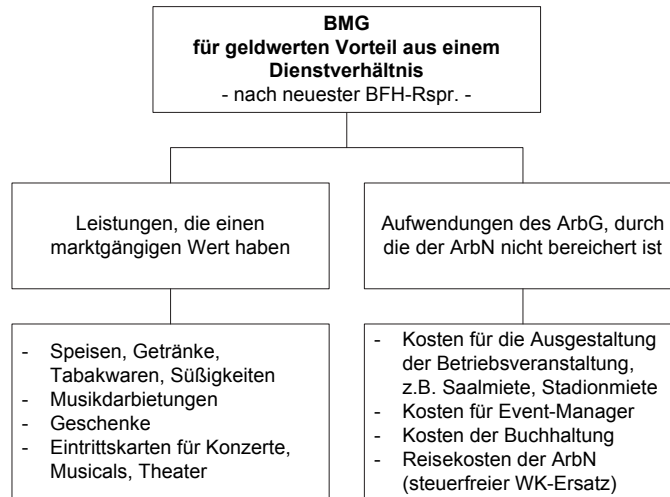 BMG
für geldwerten Vorteil aus einem
Dienstverhältnis
- nach neuester BFH-Rspr. -
Leistungen, die einen
marktgängigen Wert haben
Aufwendungen des ArbG, durch
die der ArbN nicht bereichert ist
- Speisen, Getränke,
Tabakwaren, Süßigkeiten
- Musikdarbietungen
- Geschenke
- Eintrittskarten für Konzerte,
Musicals, Theater
- Kosten für die Ausgestaltung
der Betriebsveranstaltung,
z.B. Saalmiete, Stadionmiete
- Kosten für Event-Manager
- Kosten der Buchhaltung
- Reisekosten der ArbN
(steuerfreier WK-Ersatz)